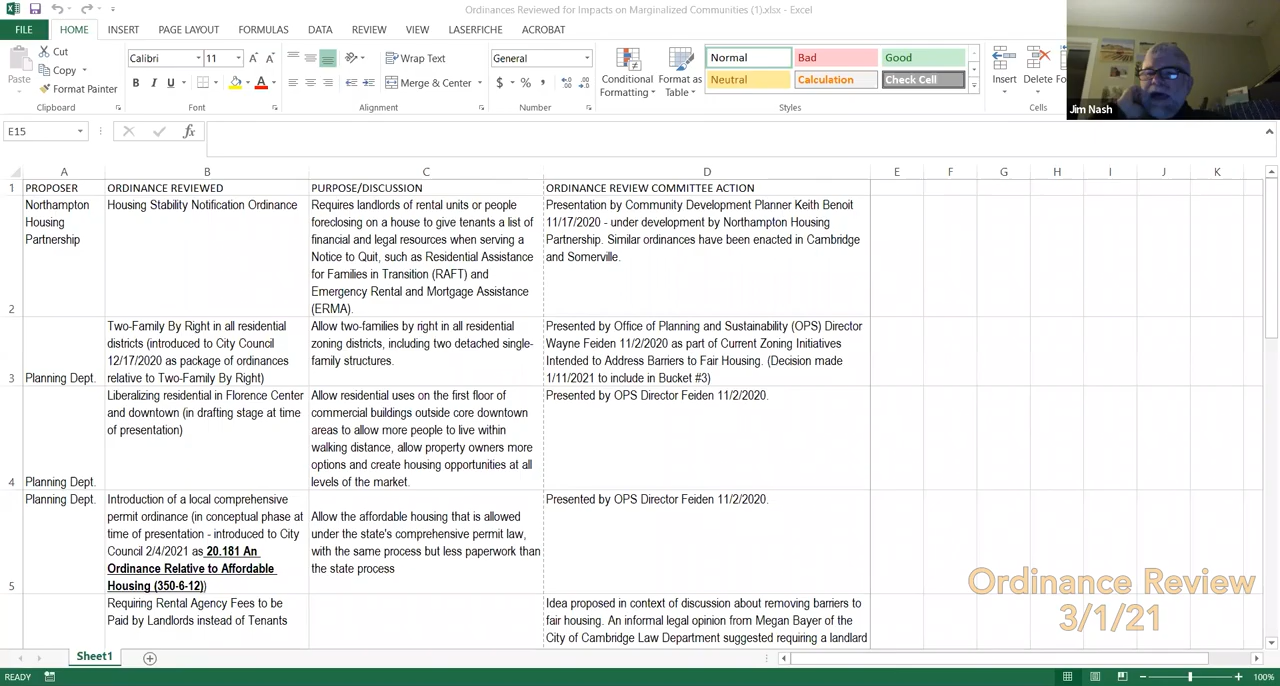 Ordinances Reviewed for Impacts on Marginalized Communities (1).xlsx - Excel
FILE HOME INSERT PAGE LAYOUT FORMULAS DATA REVIEW VIEW LASERFICHE ACROBAT
Paste
Cut
Copy
Format Painter
Clipboard
Calibri 11
B I U
Font
Wrap Text
Merge & Center
Alignment
General
$ % ,
Number
Conditional
Formatting
Format as
Table
Normal Bad Good
Neutral Calculation Check Cell
Styles
Insert Delete
Cells
Jim Nash
E15
fx
A B C D E F G H I J K
1 PROPOSER ORDINANCE REVIEWED PURPOSE/DISCUSSION ORDINANCE REVIEW COMMITTEE ACTION
Northampton
Housing
Partnership
Housing Stability Notification Ordinance
Requires landlords of rental units or people
foreclosing on a house to give tenants a list of
financial and legal resources when serving a
Notice to Quit, such as Residential Assistance
for Families in Transition (RAFT) and
Emergency Rental and Mortgage Assistance
(ERMA).
Presentation by Community Development Planner Keith Benoit
11/17/2020 - under development by Northampton Housing
Partnership. Similar ordinances have been enacted in Cambridge
and Somerville.
2
Two-Family By Right in all residential
districts (introduced to City Council
12/17/2020 as package of ordinances
relative to Two-Family By Right)
Allow two-families by right in all residential
zoning districts, including two detached single-
family structures.
Presented by Office of Planning and Sustainability (OPS) Director
Wayne Feiden 11/2/2020 as part of Current Zoning Initiatives
Intended to Address Barriers to Fair Housing. (Decision made
1/11/2021 to include in Bucket #3)
3 Planning Dept.
Liberalizing residential in Florence Center
and downtown (in drafting stage at time
of presentation)
Allow residential uses on the first floor of
commercial buildings outside core downtown
areas to allow more people to live within
walking distance, allow property owners more
options and create housing opportunities at all
levels of the market.
Presented by OPS Director Feiden 11/2/2020.
4 Planning Dept.
Planning Dept.
Introduction of a local comprehensive
permit ordinance (in conceptual phase at
time of presentation - introduced to City
Council 2/4/2021 as 20.181 An
Ordinance Relative to Affordable
Housing (350-6-12))
Allow the affordable housing that is allowed
under the state's comprehensive permit law,
with the same process but less paperwork than
the state process
Presented by OPS Director Feiden 11/2/2020.
5
Requiring Rental Agency Fees to be
Paid by Landlords instead of Tenants
Idea proposed in context of discussion about removing barriers to
fair housing. An informal legal opinion from Megan Bayer of the
City of Cambridge Law Department suggested requiring a landlard
Ordinance Review
3/1/21
Sheet1
READY
100%